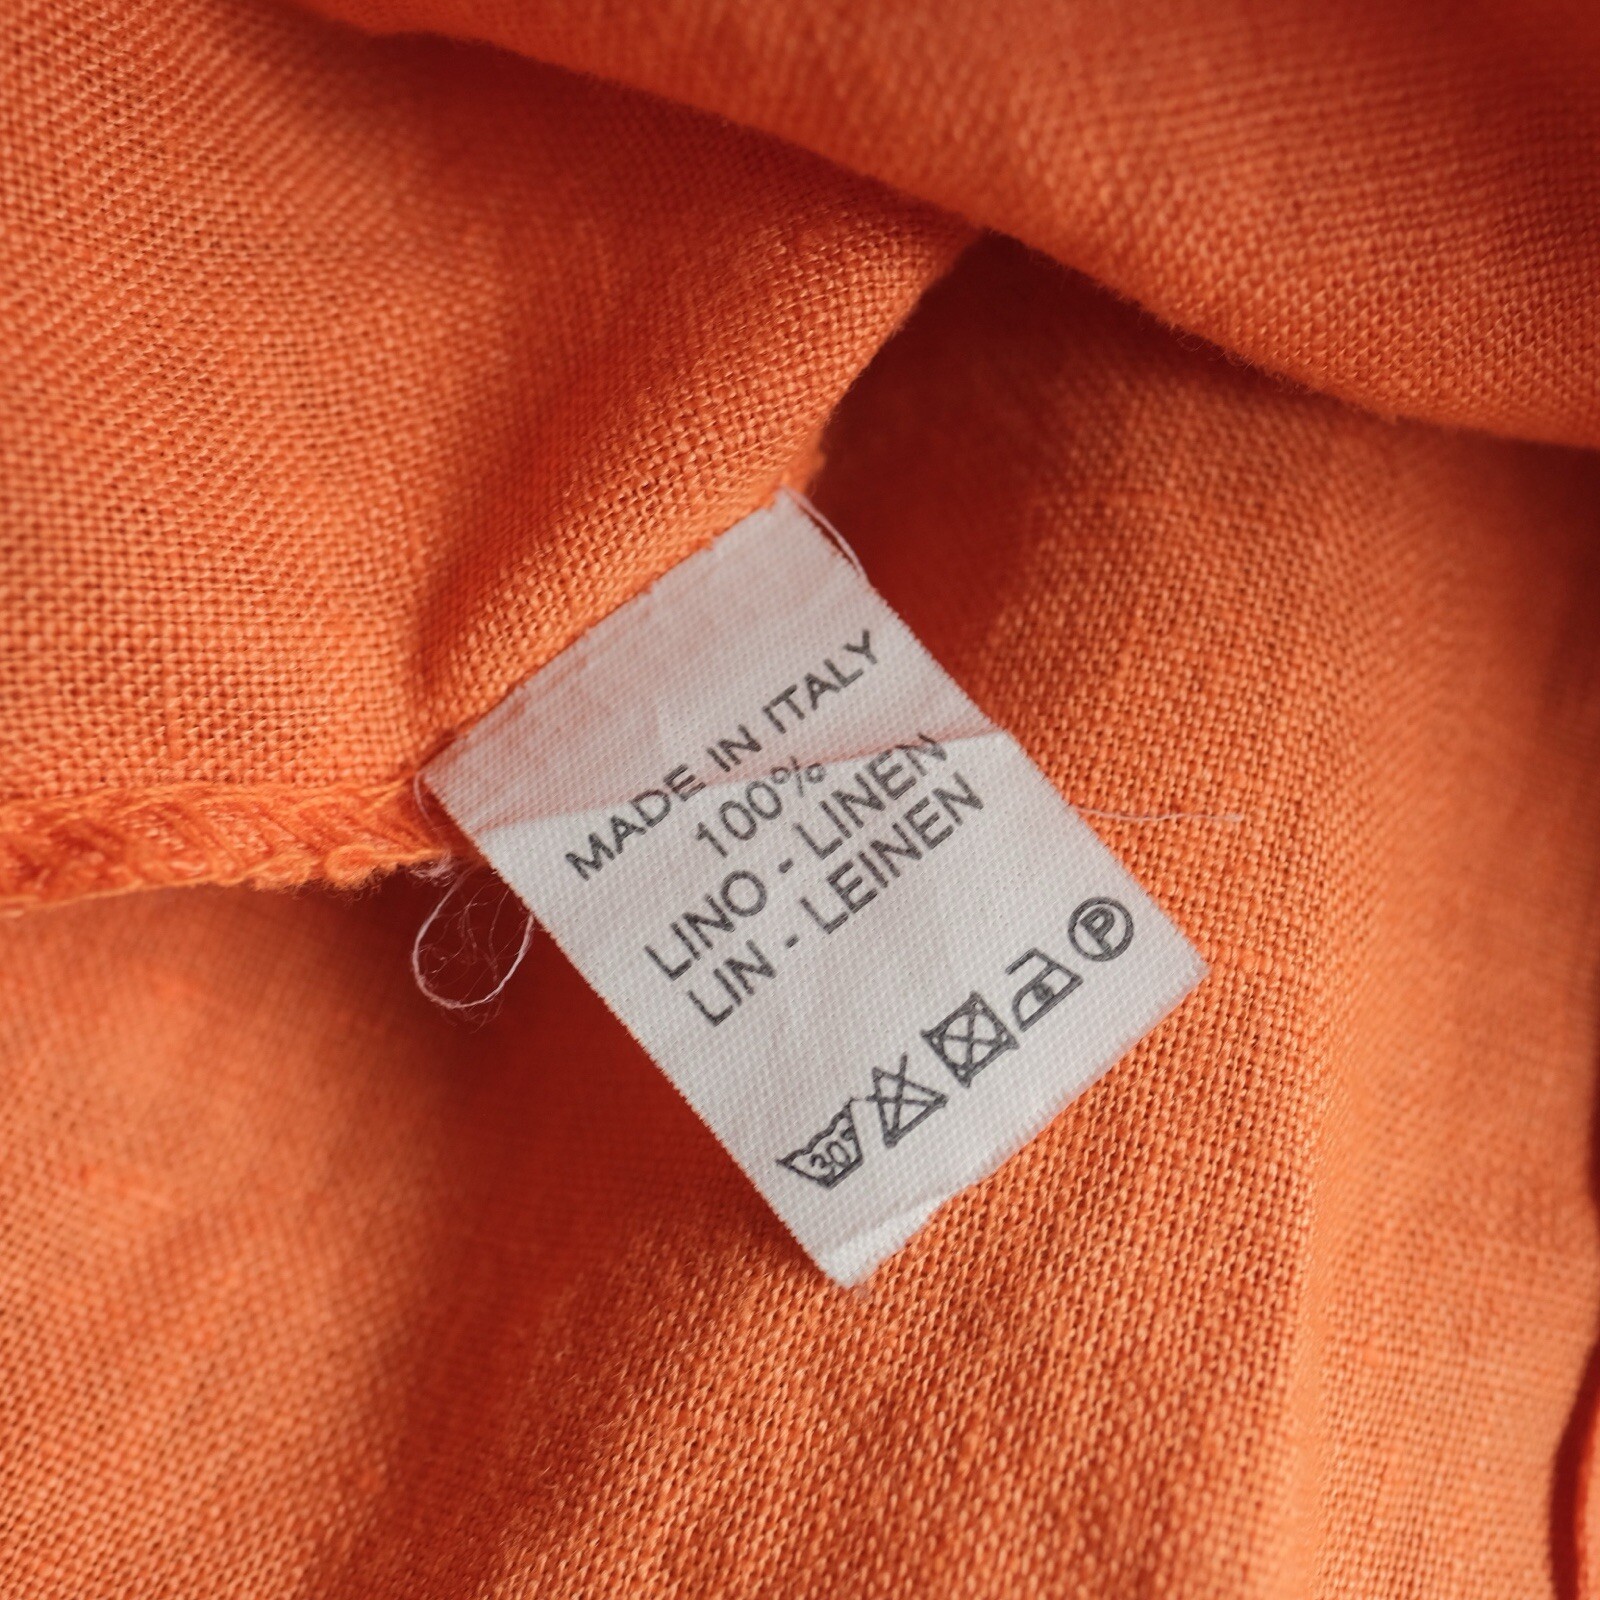 MADE IN ITALY
100%
LINO - LINEN
LIN - LEINEN
30°
P